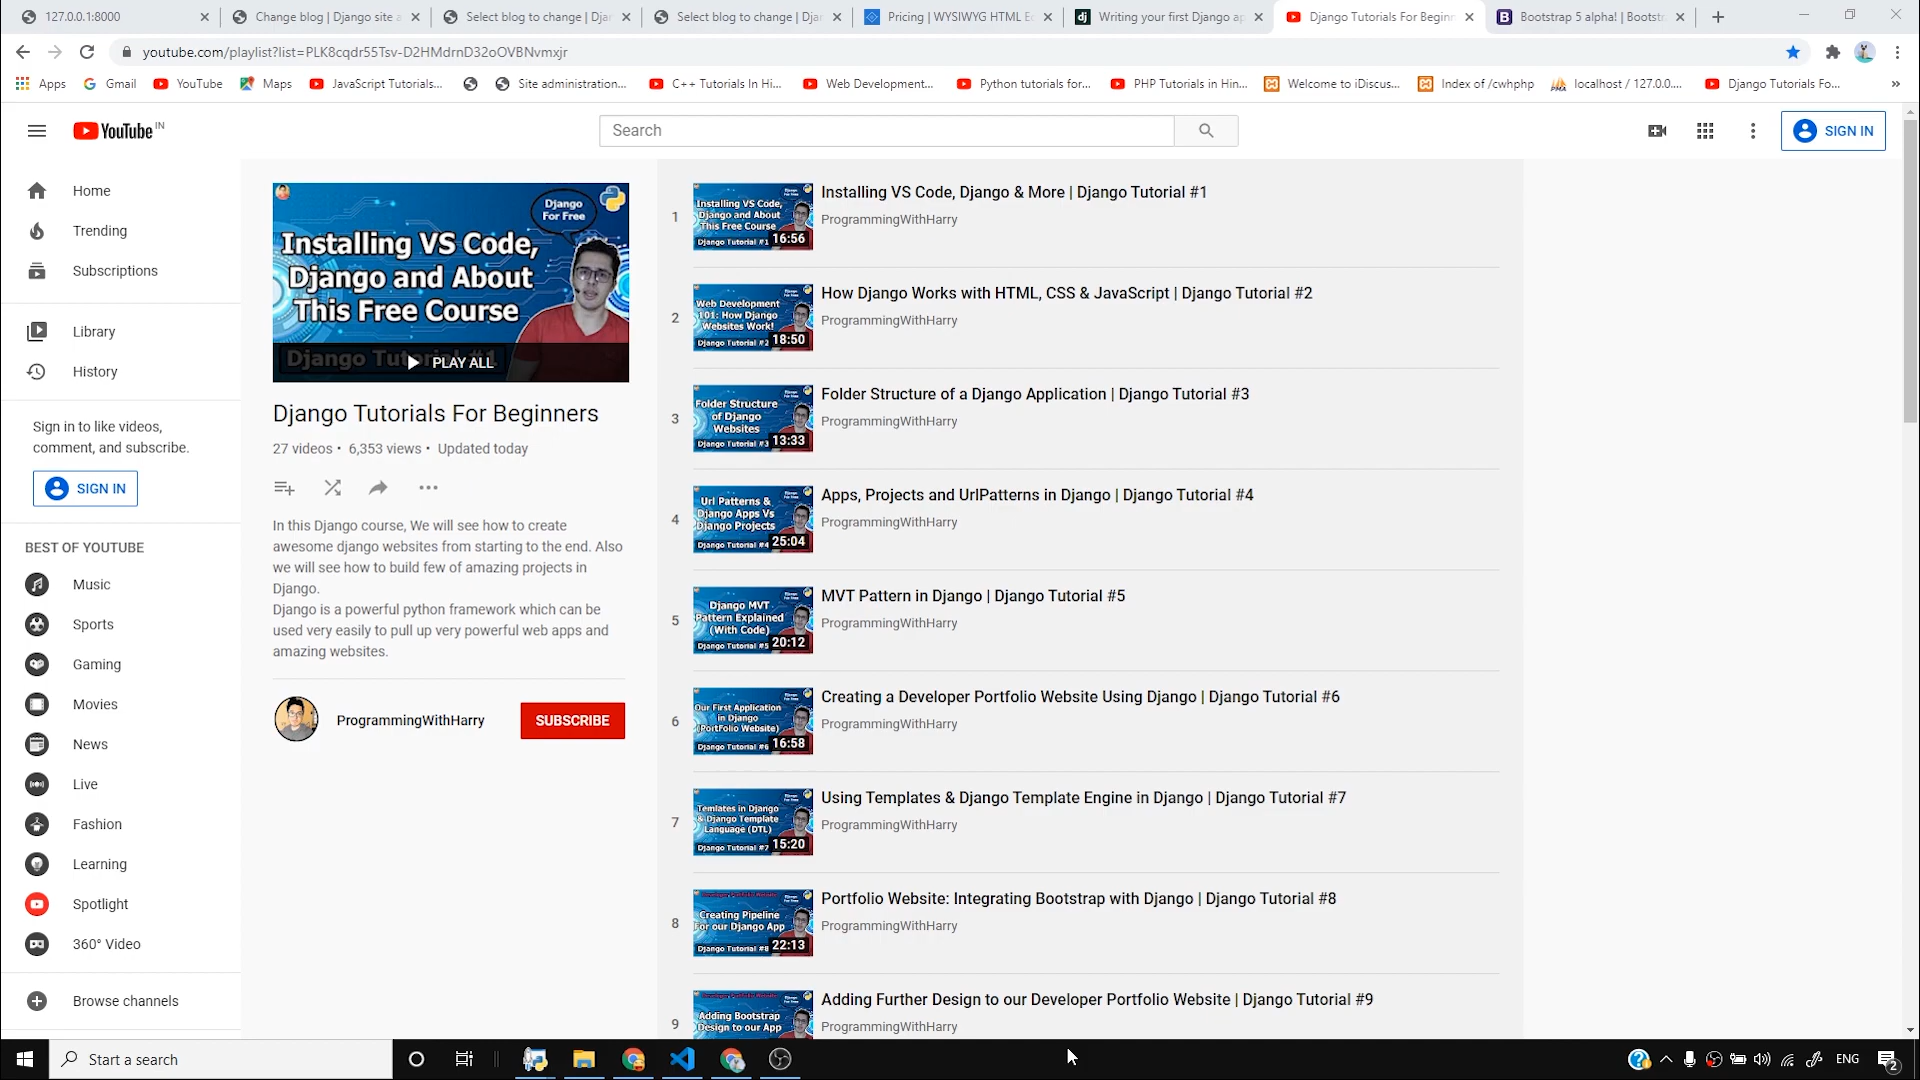 127.0.0.1:8000
Change blog | Django site a
Select blog to change | Djan
Select blog to change | Djan
Pricing | WYSIWYG HTML Ed
Writing your first Django ap
Django Tutorials For Beginn
Bootstrap 5 alpha! | Bootstr
youtube.com/playlist?list=PLK8cqdr55Tsv-D2HMdrnD32oOVBNvmxjr
Apps
Gmail
YouTube
Maps
JavaScript Tutorials...
Site administration...
C++ Tutorials In Hi...
Web Development...
Python tutorials for...
PHP Tutorials in Hin...
Welcome to iDiscus...
Index of /cwhphp
localhost / 127.0.0....
Django Tutorials Fo...
»
YouTube IN
Search
SIGN IN
Home
Trending
Subscriptions
Library
History
Sign in to like videos,
comment, and subscribe.
SIGN IN
BEST OF YOUTUBE
Music
Sports
Gaming
Movies
News
Live
Fashion
Learning
Spotlight
360° Video
Browse channels
Django
For Free
Installing VS Code,
Django and About
This Free Course
Django Tutorial #1
PLAY ALL
Django Tutorials For Beginners
27 videos • 6,353 views • Updated today
In this Django course, We will see how to create
awesome django websites from starting to the end. Also
we will see how to build few of amazing projects in
Django.
Django is a powerful python framework which can be
used very easily to pull up very powerful web apps and
amazing websites.
ProgrammingWithHarry
SUBSCRIBE
1
Installing VS Code,
Django and About
This Free Course
Django Tutorial #1
16:56
Installing VS Code, Django & More | Django Tutorial #1
ProgrammingWithHarry
2
Web Development
101: How Django
Websites Work!
Django Tutorial #2
18:50
How Django Works with HTML, CSS & JavaScript | Django Tutorial #2
ProgrammingWithHarry
3
Folder Structure
of Django
Websites
Django Tutorial #3
13:33
Folder Structure of a Django Application | Django Tutorial #3
ProgrammingWithHarry
4
Url Patterns &
Django Apps Vs
Django Projects
Django Tutorial #4
25:04
Apps, Projects and UrlPatterns in Django | Django Tutorial #4
ProgrammingWithHarry
5
Django MVT
Pattern Explained
(With Code)
Django Tutorial #5
20:12
MVT Pattern in Django | Django Tutorial #5
ProgrammingWithHarry
6
Our First Application
in Django
(PortFolio Website)
Django Tutorial #6
16:58
Creating a Developer Portfolio Website Using Django | Django Tutorial #6
ProgrammingWithHarry
7
Temlates in Django
& Django Template
Language (DTL)
Django Tutorial #7
15:20
Using Templates & Django Template Engine in Django | Django Tutorial #7
ProgrammingWithHarry
8
Creating Pipeline
For our Django App
Django Tutorial #8
22:13
Portfolio Website: Integrating Bootstrap with Django | Django Tutorial #8
ProgrammingWithHarry
9
Adding Bootstrap
Design to our App
Adding Further Design to our Developer Portfolio Website | Django Tutorial #9
ProgrammingWithHarry
Start a search
ENG
2